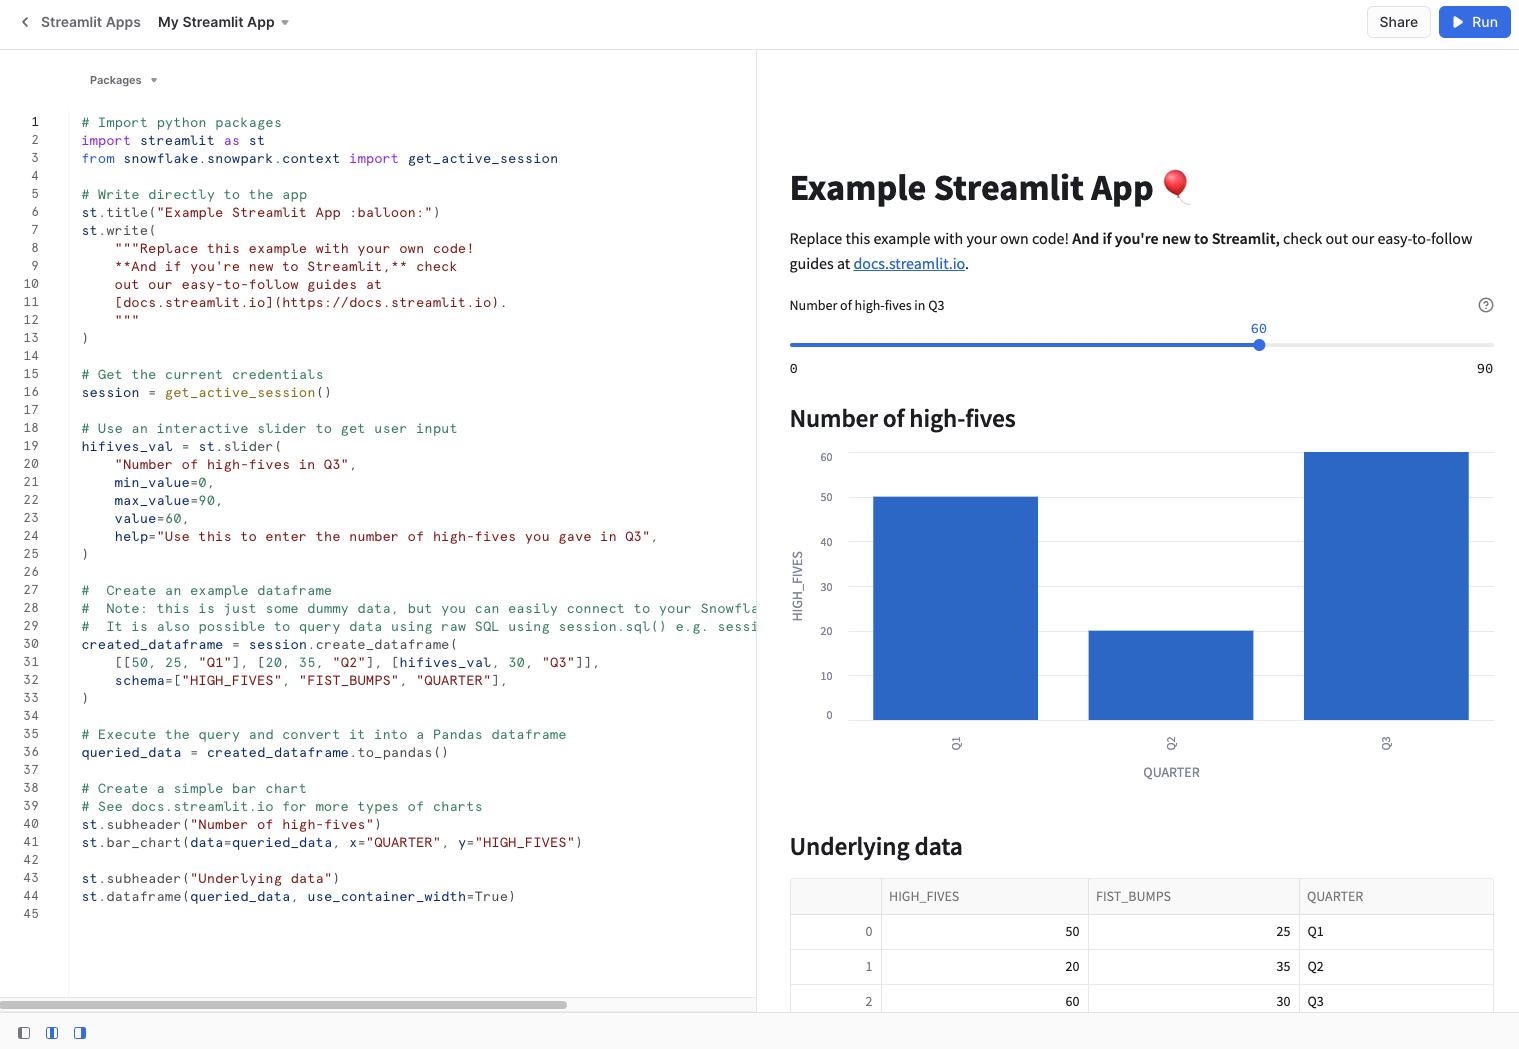 Streamlit Apps My Streamlit App
Share Run
Packages
1 # Import python packages
2 import streamlit as st
3 from snowflake.snowpark.context import get_active_session
4
5 # Write directly to the app
6 st.title("Example Streamlit App :balloon:")
7 st.write(
8 """Replace this example with your own code!
9 **And if you're new to Streamlit,** check
10 out our easy-to-follow guides at
11 [docs.streamlit.io](https://docs.streamlit.io).
12 """
13 )
14
15 # Get the current credentials
16 session = get_active_session()
17
18 # Use an interactive slider to get user input
19 hifives_val = st.slider(
20 "Number of high-fives in Q3",
21 min_value=0,
22 max_value=90,
23 value=60,
24 help="Use this to enter the number of high-fives you gave in Q3",
25 )
26
27 #  Create an example dataframe
28 #  Note: this is just some dummy data, but you can easily connect to your Snowfla
29 #  It is also possible to query data using raw SQL using session.sql() e.g. sessi
30 created_dataframe = session.create_dataframe(
31 [[50, 25, "Q1"], [20, 35, "Q2"], [hifives_val, 30, "Q3"]],
32 schema=["HIGH_FIVES", "FIST_BUMPS", "QUARTER"],
33 )
34
35 # Execute the query and convert it into a Pandas dataframe
36 queried_data = created_dataframe.to_pandas()
37
38 # Create a simple bar chart
39 # See docs.streamlit.io for more types of charts
40 st.subheader("Number of high-fives")
41 st.bar_chart(data=queried_data, x="QUARTER", y="HIGH_FIVES")
42
43 st.subheader("Underlying data")
44 st.dataframe(queried_data, use_container_width=True)
45
Example Streamlit App
Replace this example with your own code! And if you're new to Streamlit, check out our easy-to-follow
guides at docs.streamlit.io.
Number of high-fives in Q3
60
0 90
Number of high-fives
60
50
40
30
20
10
0
HIGH_FIVES
Q1 Q2 Q3
QUARTER
Underlying data
HIGH_FIVES FIST_BUMPS QUARTER
0 50 25 Q1
1 20 35 Q2
2 60 30 Q3